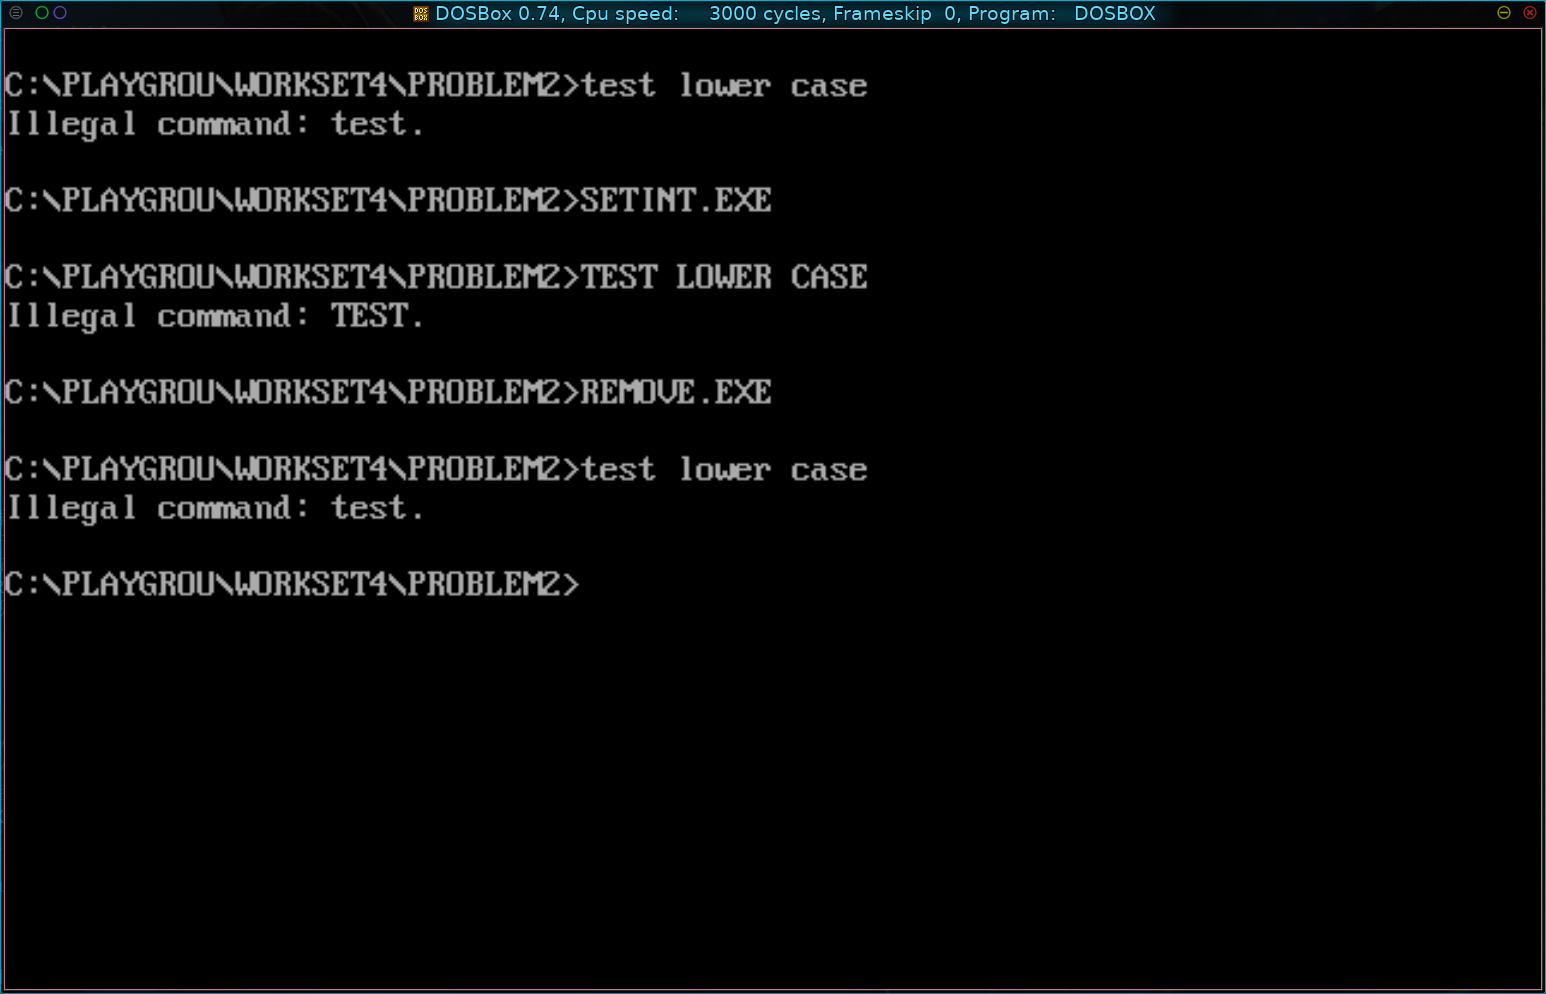 DOSBox 0.74, Cpu speed: 3000 cycles, Frameskip 0, Program: DOSBOX
C:\PLAYGROU\WORKSET4\PROBLEM2>test lower case
Illegal command: test.
C:\PLAYGROU\WORKSET4\PROBLEM2>SETINT.EXE
C:\PLAYGROU\WORKSET4\PROBLEM2>TEST LOWER CASE
Illegal command: TEST.
C:\PLAYGROU\WORKSET4\PROBLEM2>REMOVE.EXE
C:\PLAYGROU\WORKSET4\PROBLEM2>test lower case
Illegal command: test.
C:\PLAYGROU\WORKSET4\PROBLEM2>